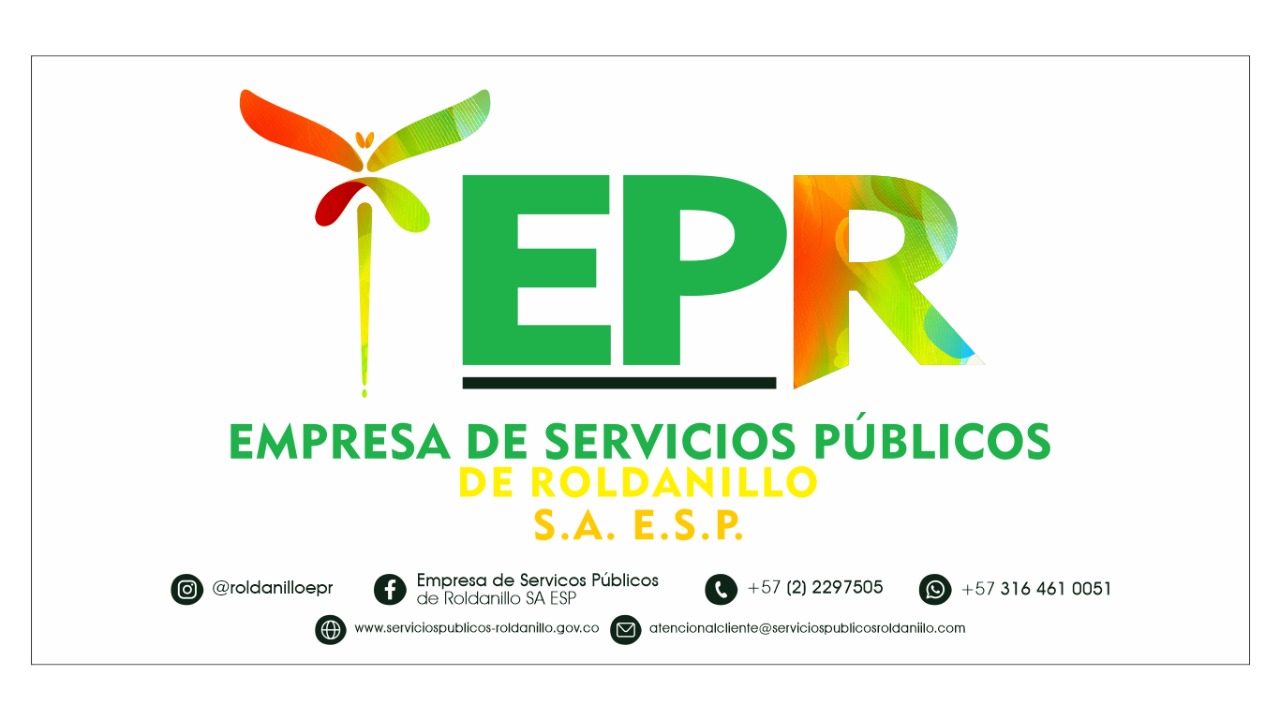 EPR
EMPRESA DE SERVICIOS PÚBLICOS
DE ROLDANILLO
S.A. E.S.P.
@roldanilloepr
Empresa de Servicos Públicos
de Roldanillo SA ESP
+57 (2) 2297505
+57 316 461 0051
www.serviciospublicos-roldanillo.gov.co
atencionalcliente@serviciospublicosroldanillo.com